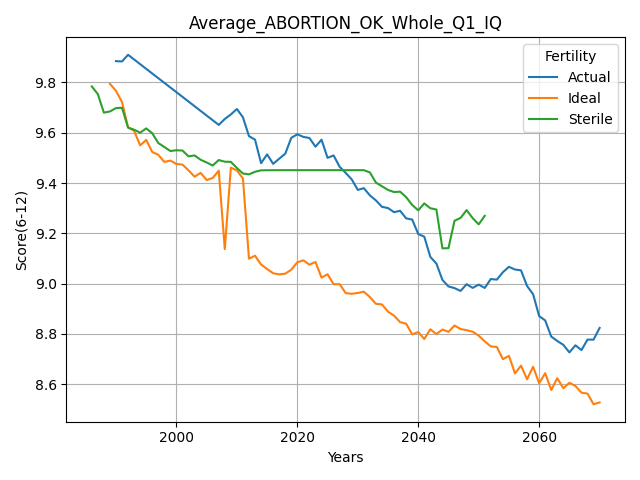 Average_ABORTION_OK_Whole_Q1_IQ
Fertility
Actual
Ideal
Sterile
Score(6-12)
9.8
9.6
9.4
9.2
9.0
8.8
8.6
2000
2020
2040
2060
Years